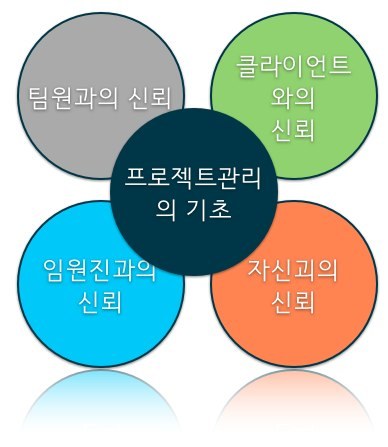 팀원과의 신뢰
클라이언트
와의
신뢰
프로젝트관리
의 기초
임원진과의
신뢰
자신괴의
신뢰